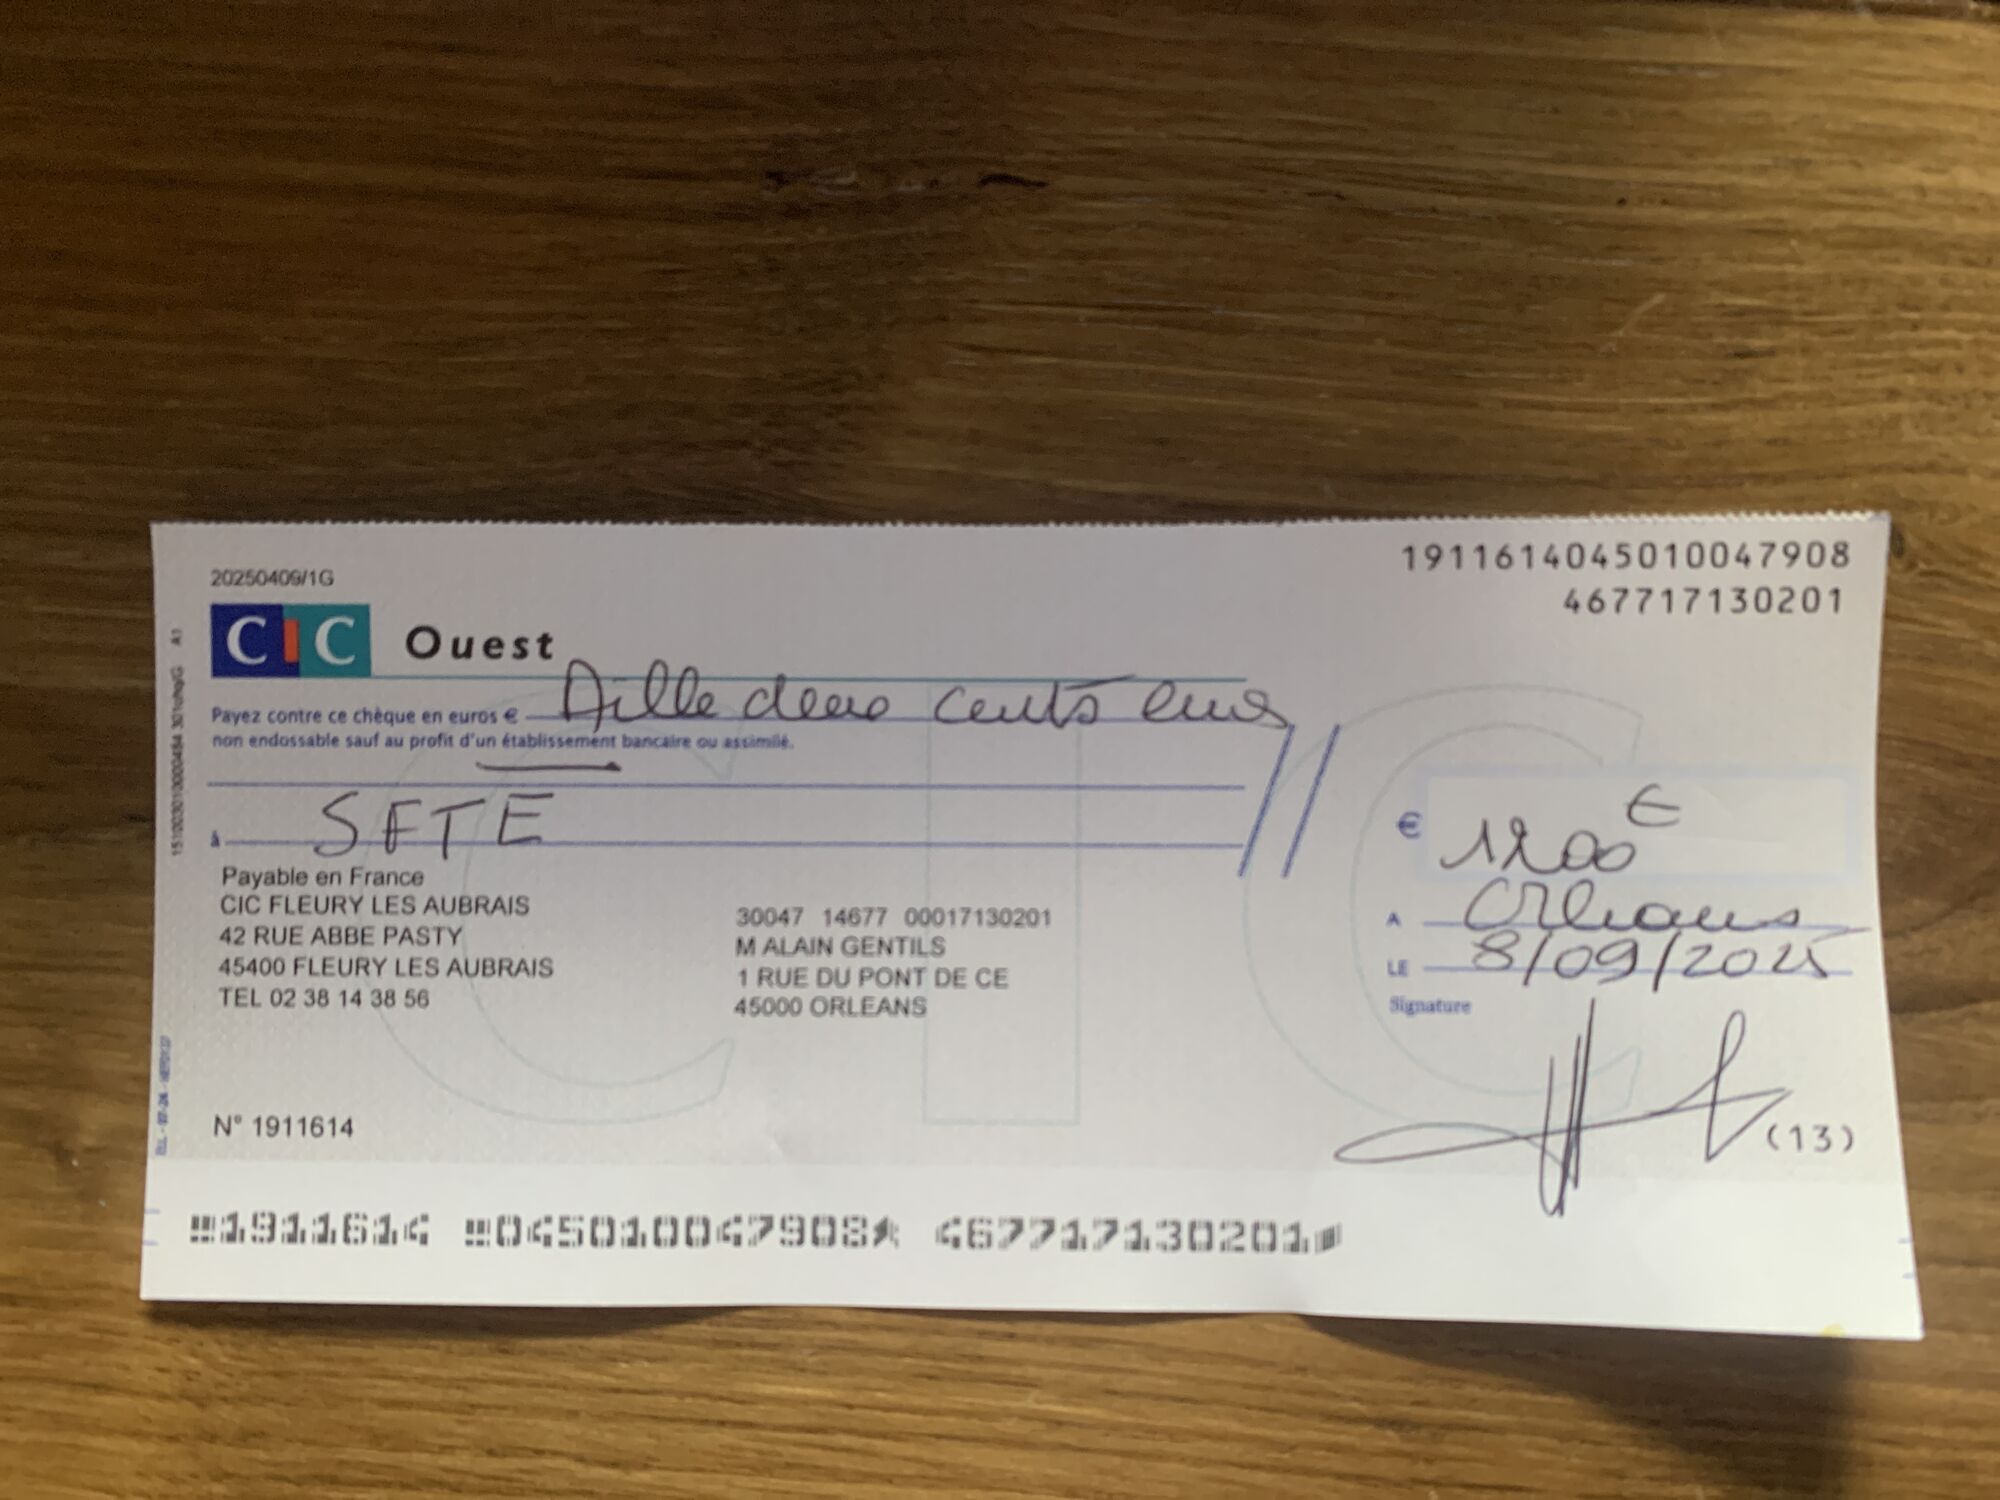 20250409/1G
1911614045010047908
467717130201
CIC Ouest
Payez contre ce chèque en euros € Mille deux cents euros
non endossable sauf au profit d'un établissement bancaire ou assimilé.
à SFTE
€ 1200 €
Payable en France
CIC FLEURY LES AUBRAIS
42 RUE ABBE PASTY
45400 FLEURY LES AUBRAIS
TEL 02 38 14 38 56
30047 14677 00017130201
M ALAIN GENTILS
1 RUE DU PONT DE CE
45000 ORLEANS
A Orléans
LE 8/09/2025
Signature
(13)
N° 1911614
1911614 045010047908 467717130201